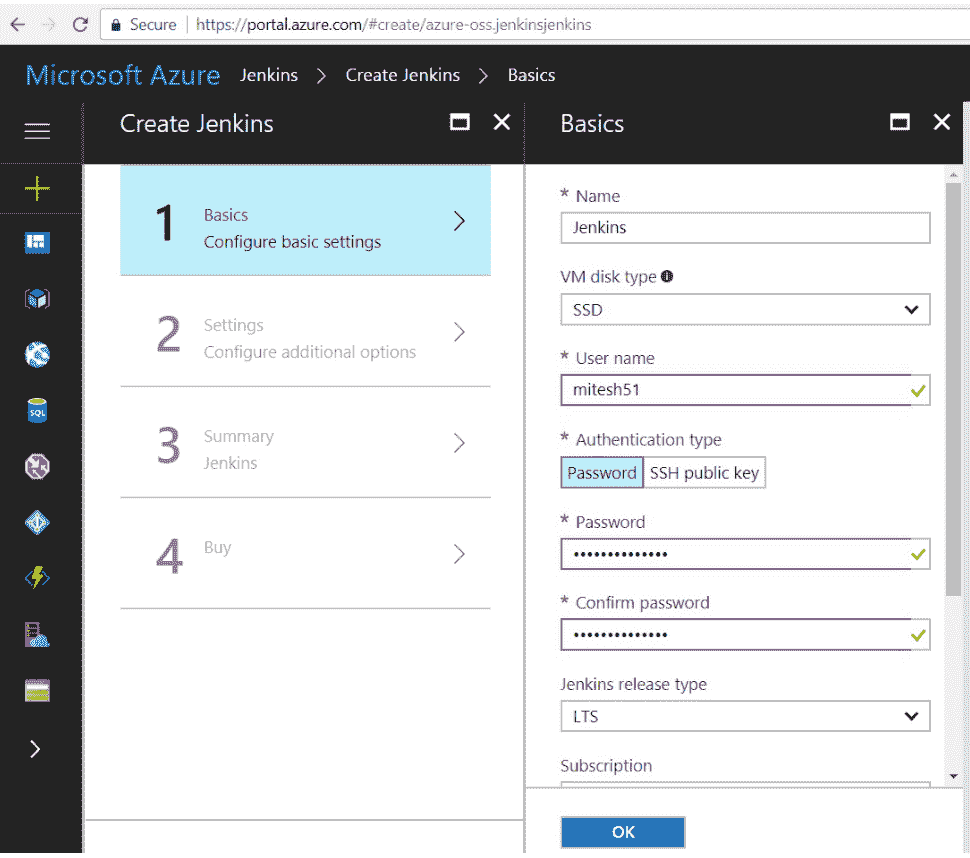 Secure https://portal.azure.com/#create/azure-oss.jenkinsjenkins
Microsoft Azure Jenkins > Create Jenkins > Basics
Create Jenkins
1
Basics
Configure basic settings
2
Settings
Configure additional options
3
Summary
Jenkins
4
Buy
SQL
Basics
* Name
Jenkins
VM disk type
SSD
* User name
mitesh51
* Authentication type
Password SSH public key
* Password
••••••••••••••
* Confirm password
••••••••••••••
Jenkins release type
LTS
Subscription
OK